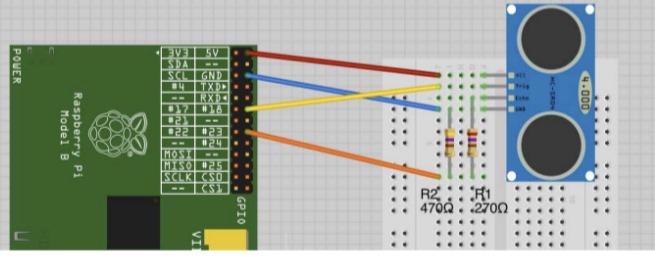 POWER
Raspberry Pi
Model B
3V3 5V
SDA --
SCL GND
#4 TXD
-- RXD
#17 #18
#21 --
#22 #23
-- #24
MOSI --
MISO #25
SCLK CS0
-- CS1
GPIO
R2
470Ω
R1
270Ω
HC-SR04
4.000
Vcc
Trig
Echo
GND